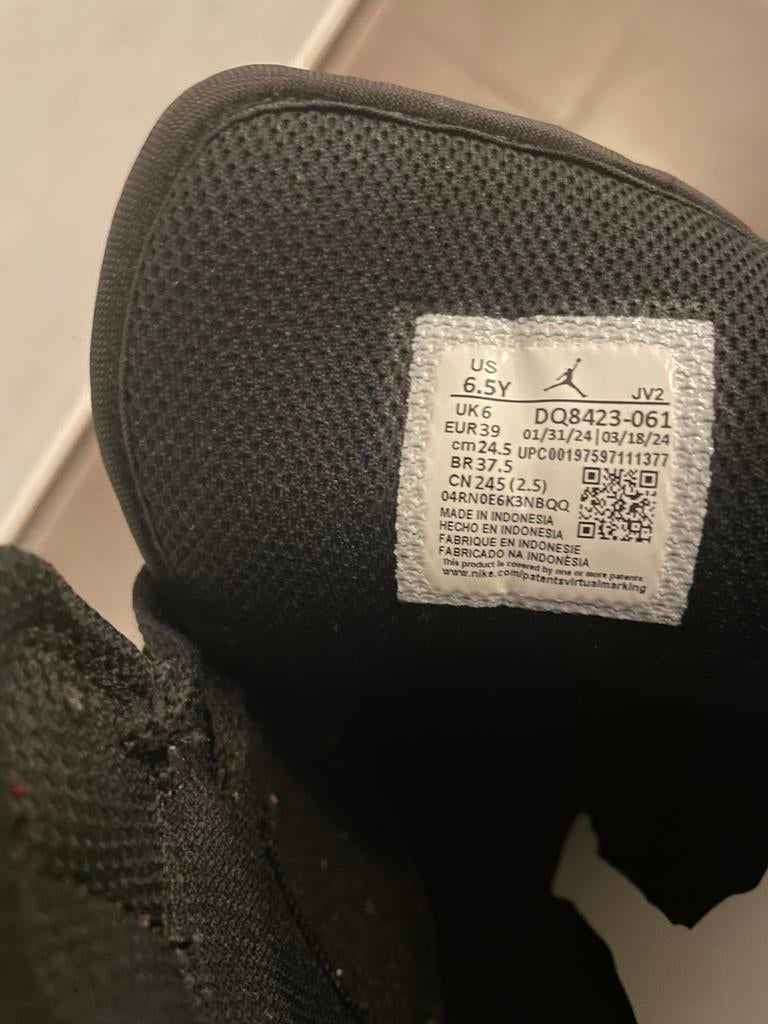 US
6.5Y
JV2
UK 6
DQ8423-061
EUR 39
01/31/24 | 03/18/24
cm 24.5
UPC00197597111377
BR 37.5
CN 245 (2.5)
04RN0E6K3NBQQ
MADE IN INDONESIA
HECHO EN INDONESIA
FABRIQUE EN INDONESIE
FABRICADO NA INDONÉSIA
This product is covered by one or more patents.
www.nike.com/patentsvirtualmarking